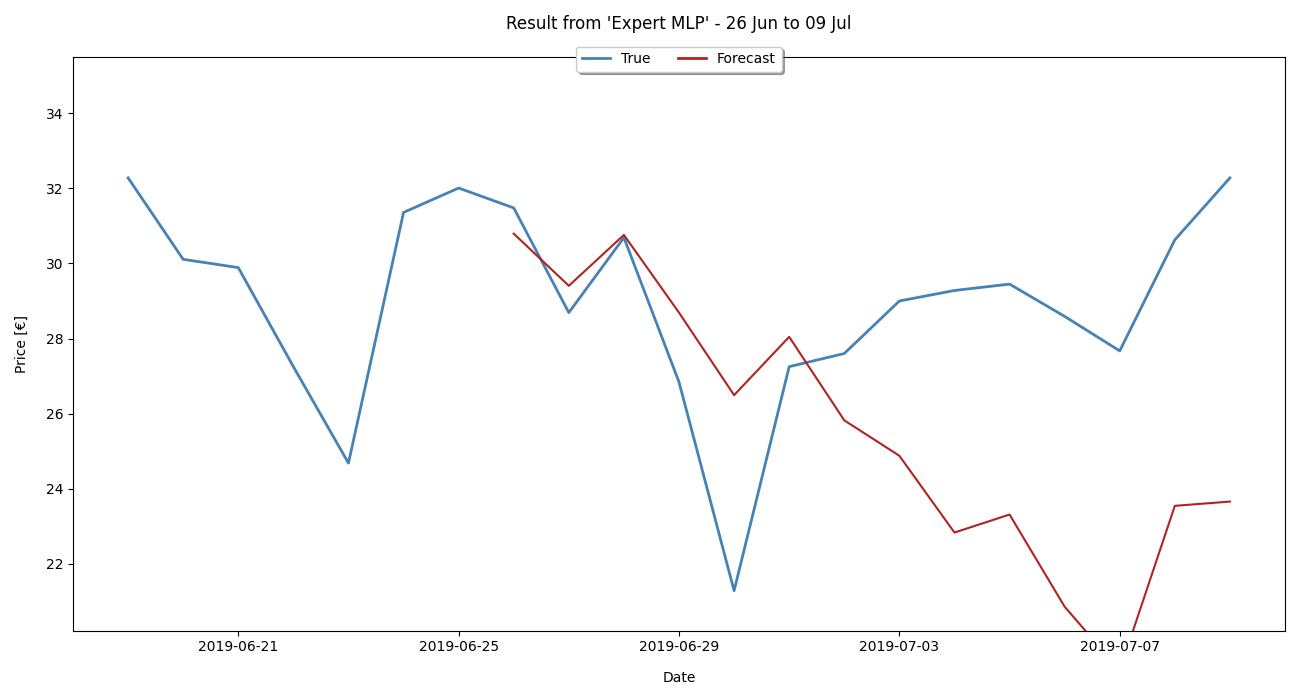 Result from 'Expert MLP' - 26 Jun to 09 Jul
True Forecast
34
32
30
28
26
24
22
Price [€]
2019-06-21 2019-06-25 2019-06-29 2019-07-03 2019-07-07
Date